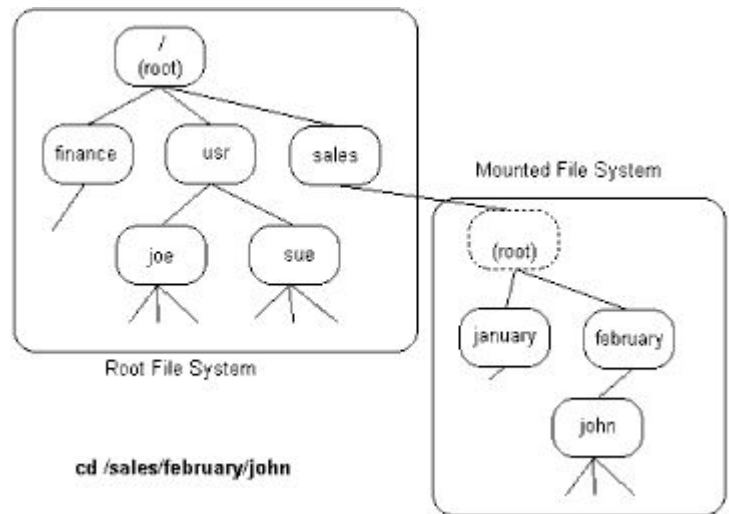 /
(root)
finance
usr
sales
joe
sue
Root File System
Mounted File System
(root)
january
february
john
cd /sales/february/john